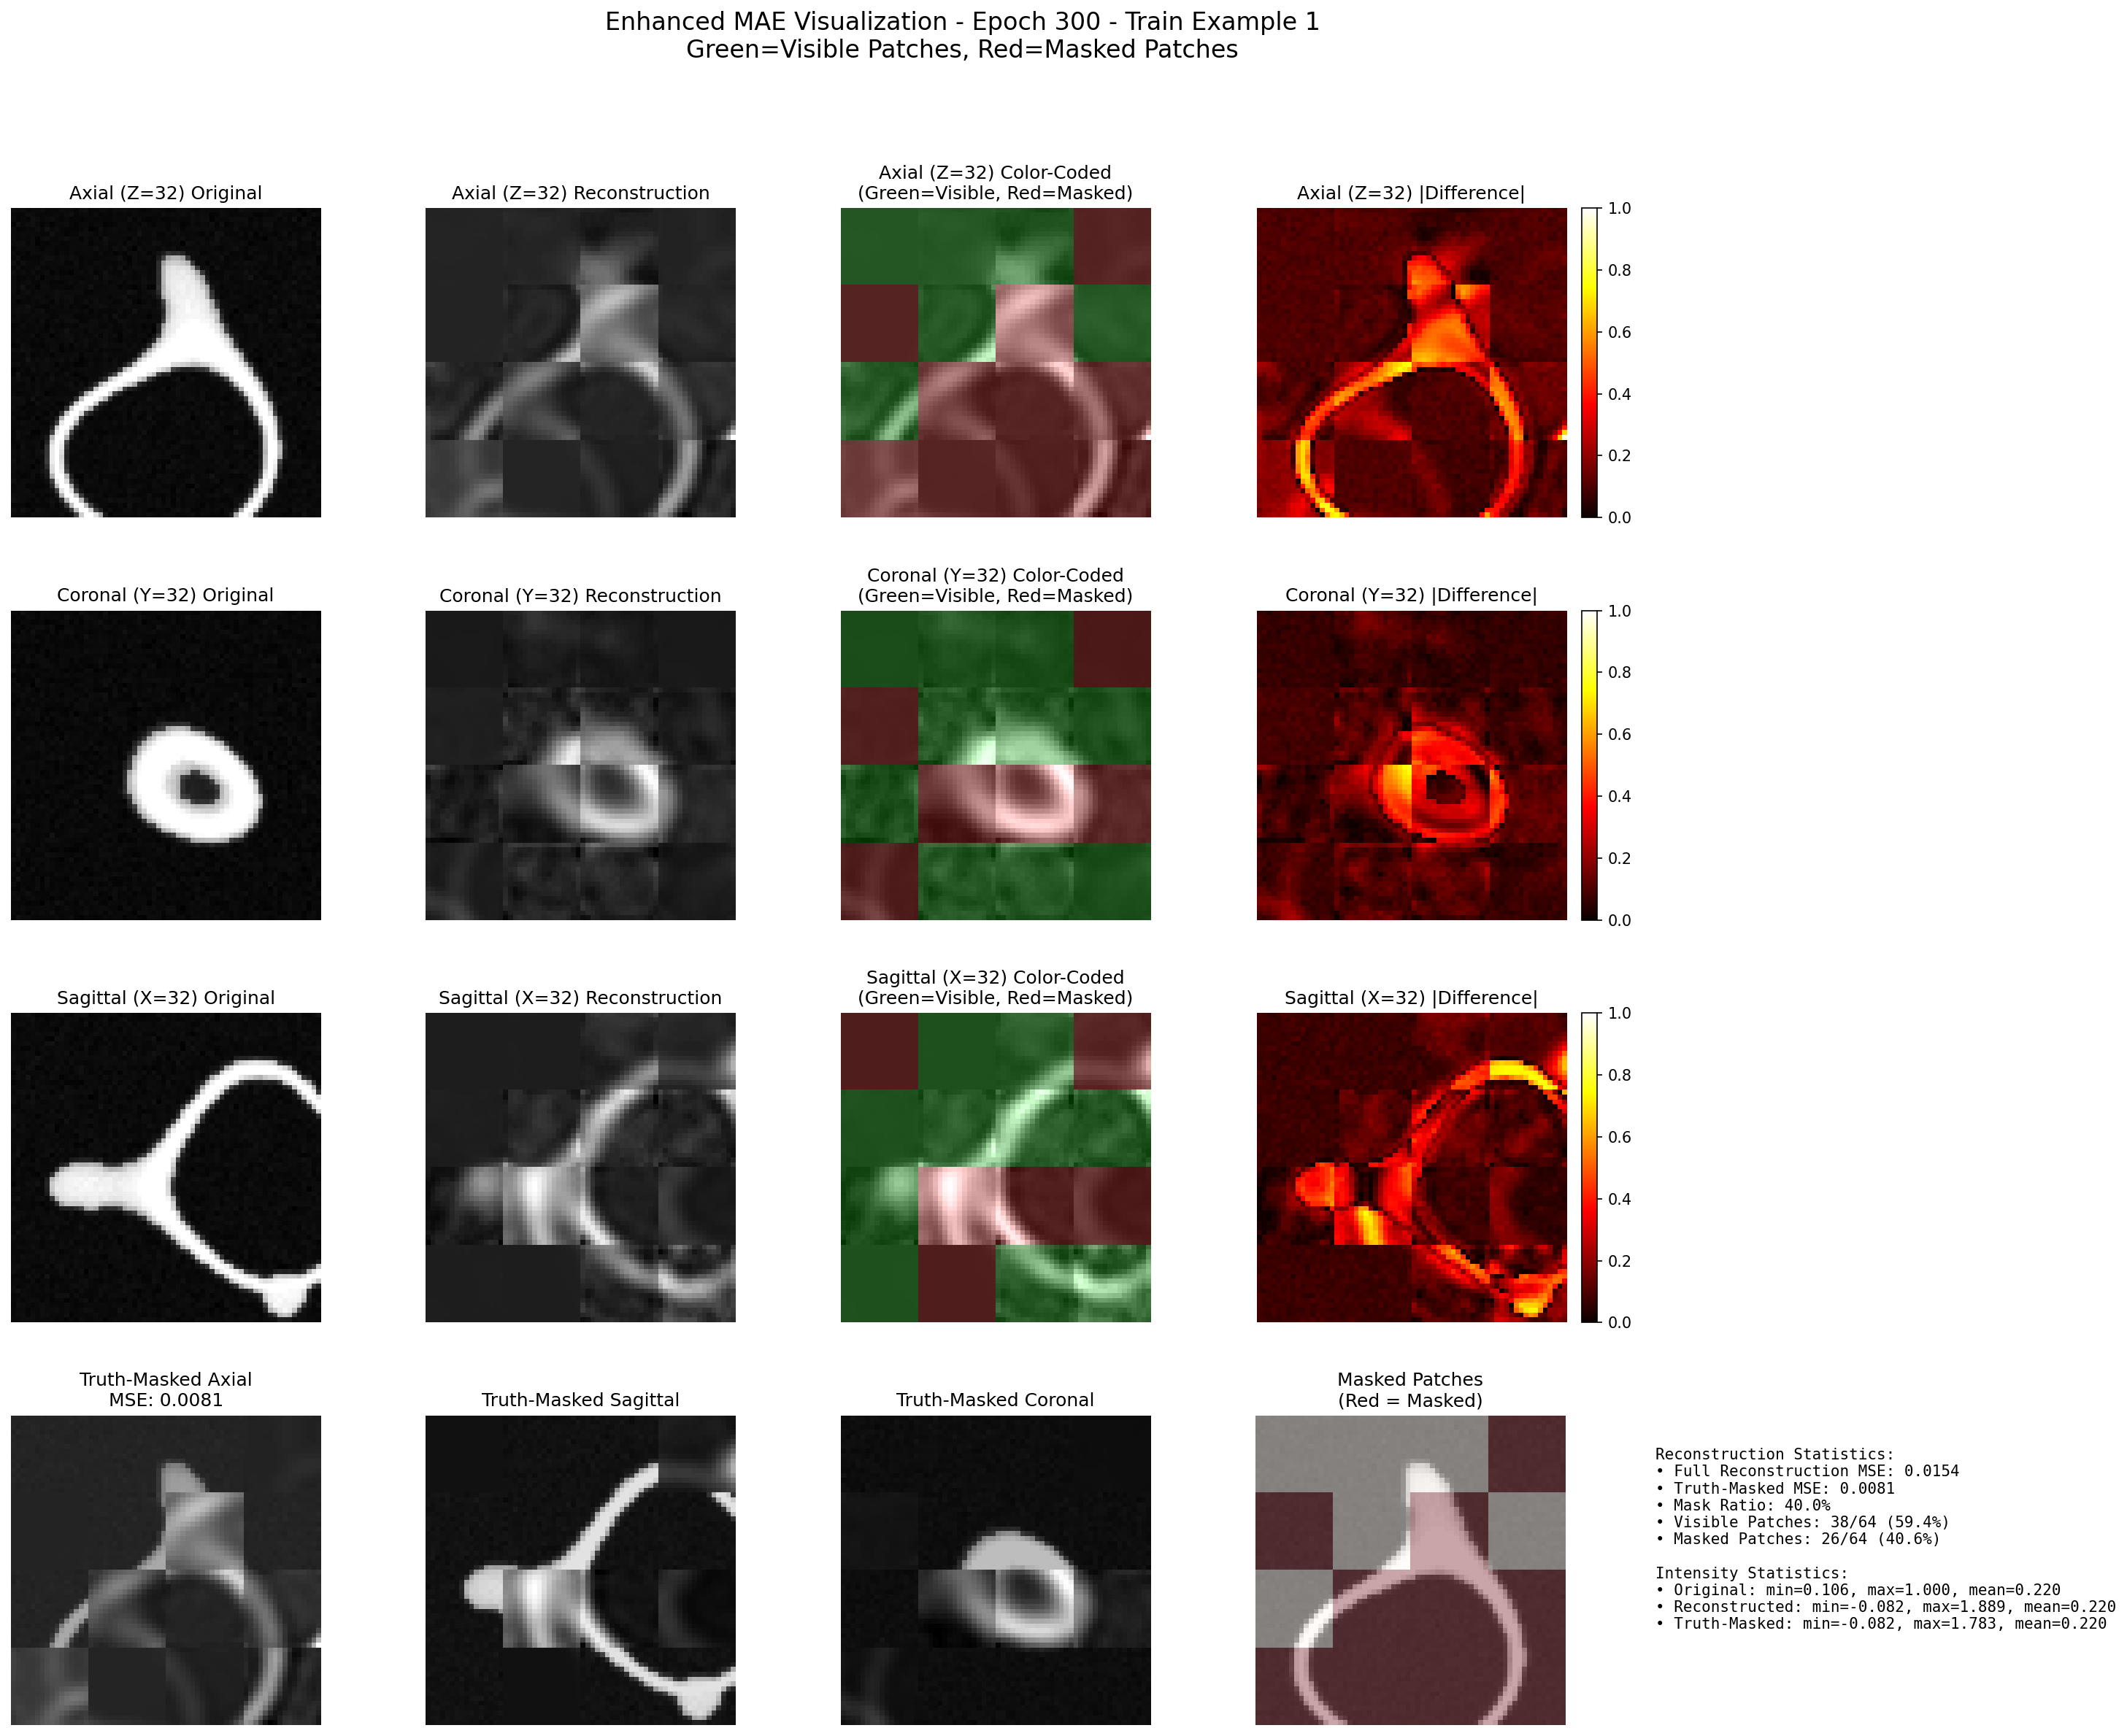 Enhanced MAE Visualization - Epoch 300 - Train Example 1
Green=Visible Patches, Red=Masked Patches
Axial (Z=32) Original
Axial (Z=32) Reconstruction
Axial (Z=32) Color-Coded
(Green=Visible, Red=Masked)
Axial (Z=32) |Difference|
1.0
0.8
0.6
0.4
0.2
0.0
Coronal (Y=32) Original
Coronal (Y=32) Reconstruction
Coronal (Y=32) Color-Coded
(Green=Visible, Red=Masked)
Coronal (Y=32) |Difference|
1.0
0.8
0.6
0.4
0.2
0.0
Sagittal (X=32) Original
Sagittal (X=32) Reconstruction
Sagittal (X=32) Color-Coded
(Green=Visible, Red=Masked)
Sagittal (X=32) |Difference|
1.0
0.8
0.6
0.4
0.2
0.0
Truth-Masked Axial
MSE: 0.0081
Truth-Masked Sagittal
Truth-Masked Coronal
Masked Patches
(Red = Masked)
Reconstruction Statistics:
• Full Reconstruction MSE: 0.0154
• Truth-Masked MSE: 0.0081
• Mask Ratio: 40.0%
• Visible Patches: 38/64 (59.4%)
• Masked Patches: 26/64 (40.6%)
Intensity Statistics:
• Original: min=0.106, max=1.000, mean=0.220
• Reconstructed: min=-0.082, max=1.889, mean=0.220
• Truth-Masked: min=-0.082, max=1.783, mean=0.220